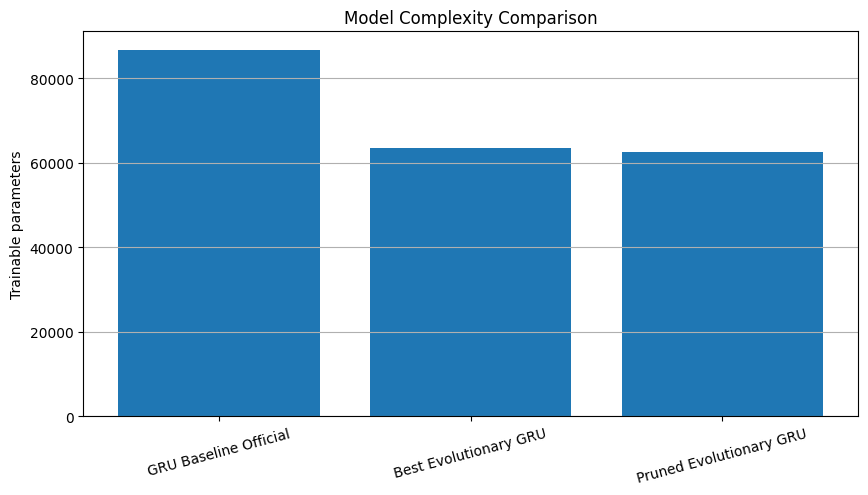 Model Complexity Comparison
Trainable parameters
80000
60000
40000
20000
0
GRU Baseline Official
Best Evolutionary GRU
Pruned Evolutionary GRU